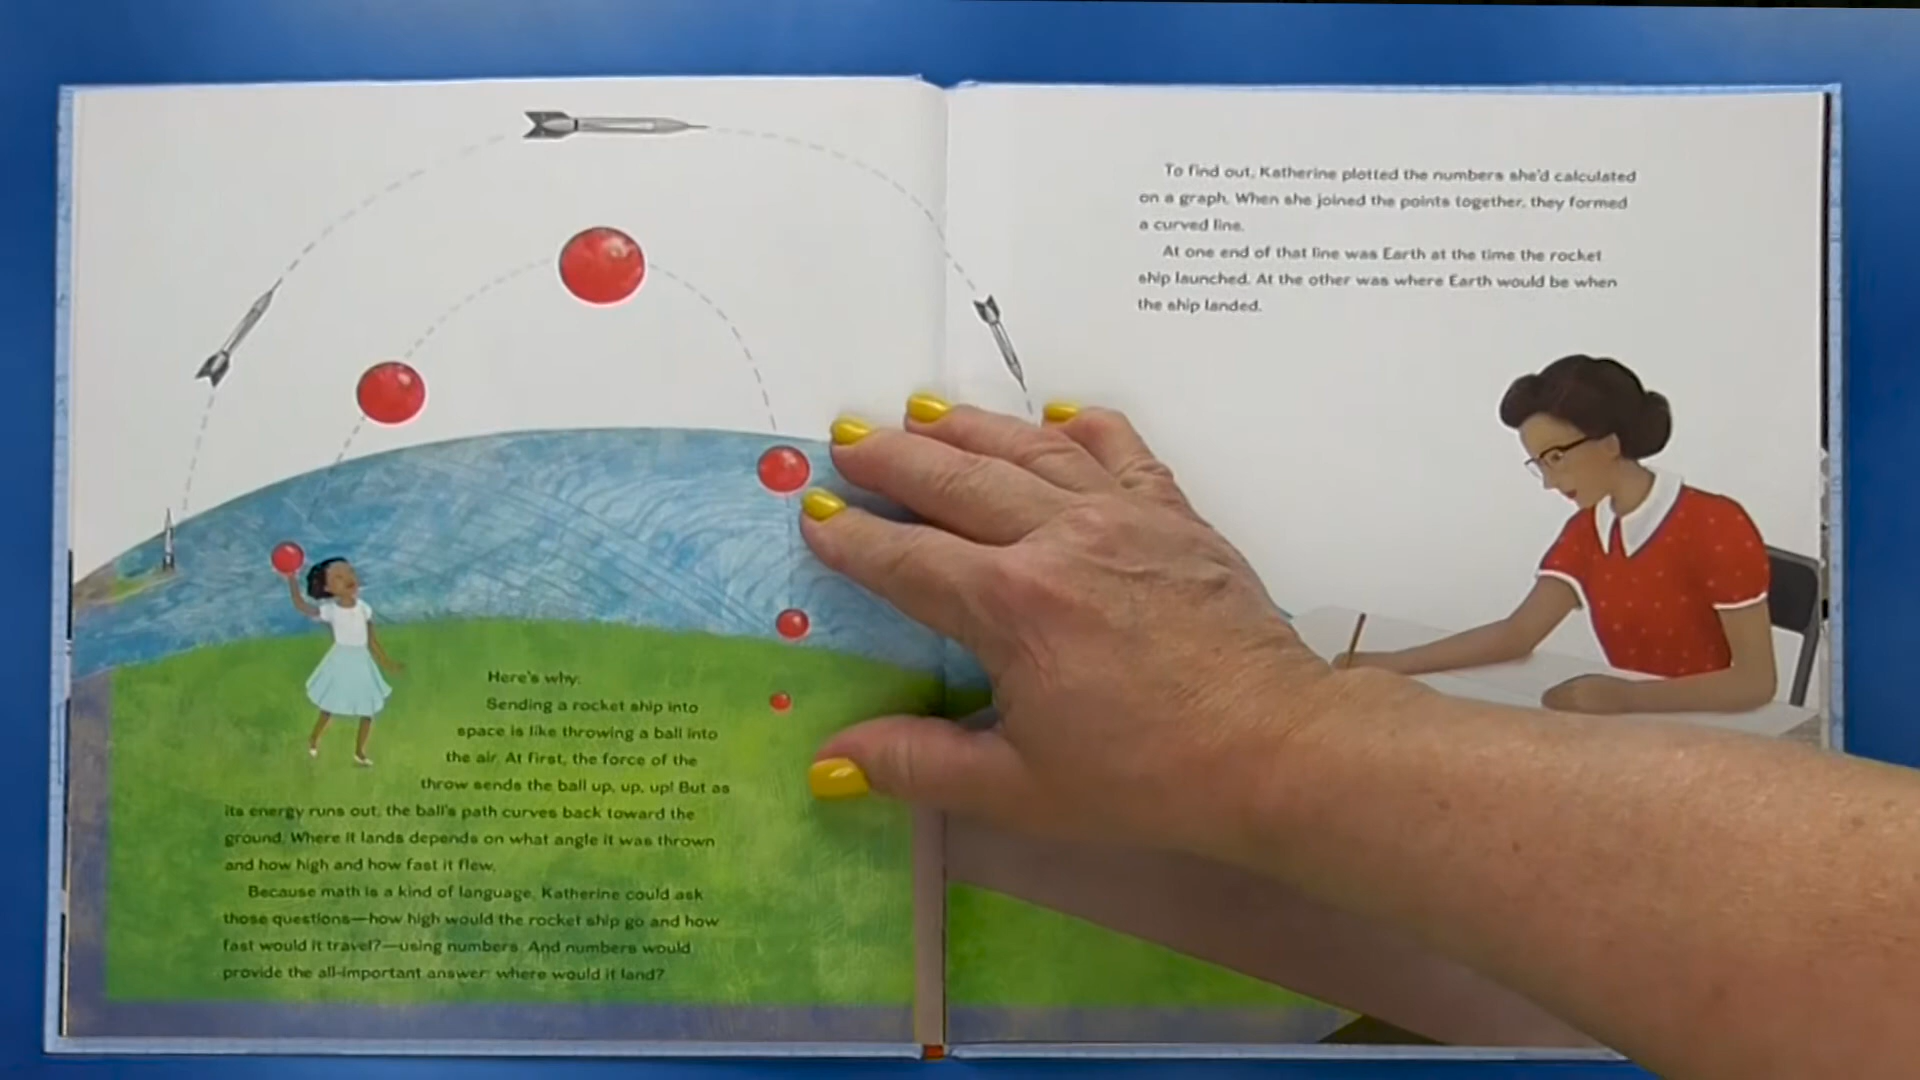 Here's why:
Sending a rocket ship into
space is like throwing a ball into
the air. At first, the force of the
throw sends the ball up, up, up! But as
its energy runs out, the ball's path curves back toward the
ground. Where it lands depends on what angle it was thrown
and how high and how fast it flew.
Because math is a kind of language, Katherine could ask
those questions—how high would the rocket ship go and how
fast would it travel?—using numbers. And numbers would
provide the all-important answer: where would it land?
To find out, Katherine plotted the numbers she'd calculated
on a graph. When she joined the points together, they formed
a curved line.
At one end of that line was Earth at the time the rocket
ship launched. At the other was where Earth would be when
the ship landed.